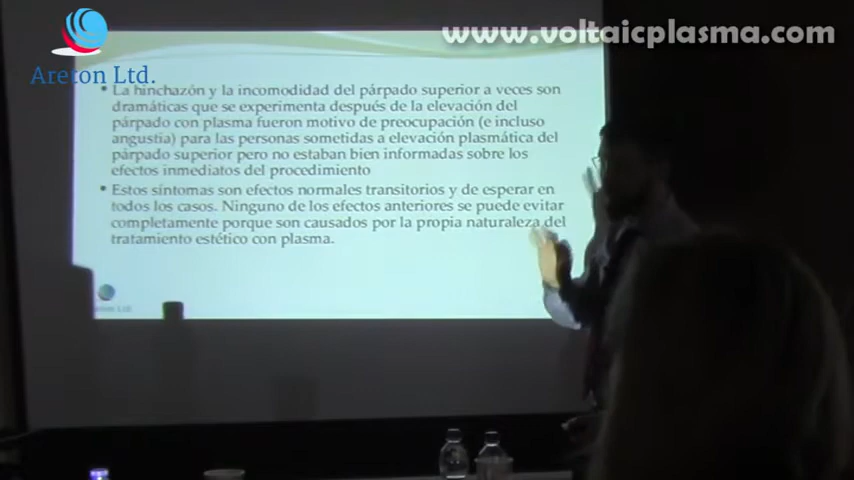 www.voltaicplasma.com
Areton Ltd.
• La hinchazón y la incomodidad del párpado superior a veces son
dramáticas que se experimenta después de la elevación del
párpado con plasma fueron motivo de preocupación (e incluso
angustia) para las personas sometidas a elevación plasmática del
párpado superior pero no estaban bien informadas sobre los
efectos inmediatos del procedimiento
• Estos síntomas son efectos normales transitorios y de esperar en
todos los casos. Ninguno de los efectos anteriores se puede evitar
completamente porque son causados por la propia naturaleza del
tratamiento estético con plasma.
Ltd.